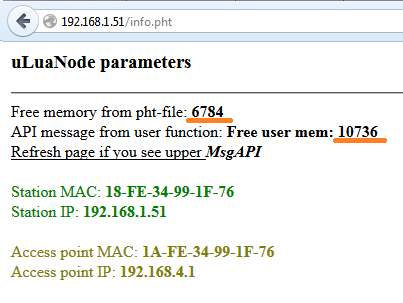 192.168.1.51/info.pht
uLuaNode parameters
Free memory from pht-file: 6784
API message from user function: Free user mem: 10736
Refresh page if you see upper MsgAPI
Station MAC: 18-FE-34-99-1F-76
Station IP: 192.168.1.51
Access point MAC: 1A-FE-34-99-1F-76
Access point IP: 192.168.4.1